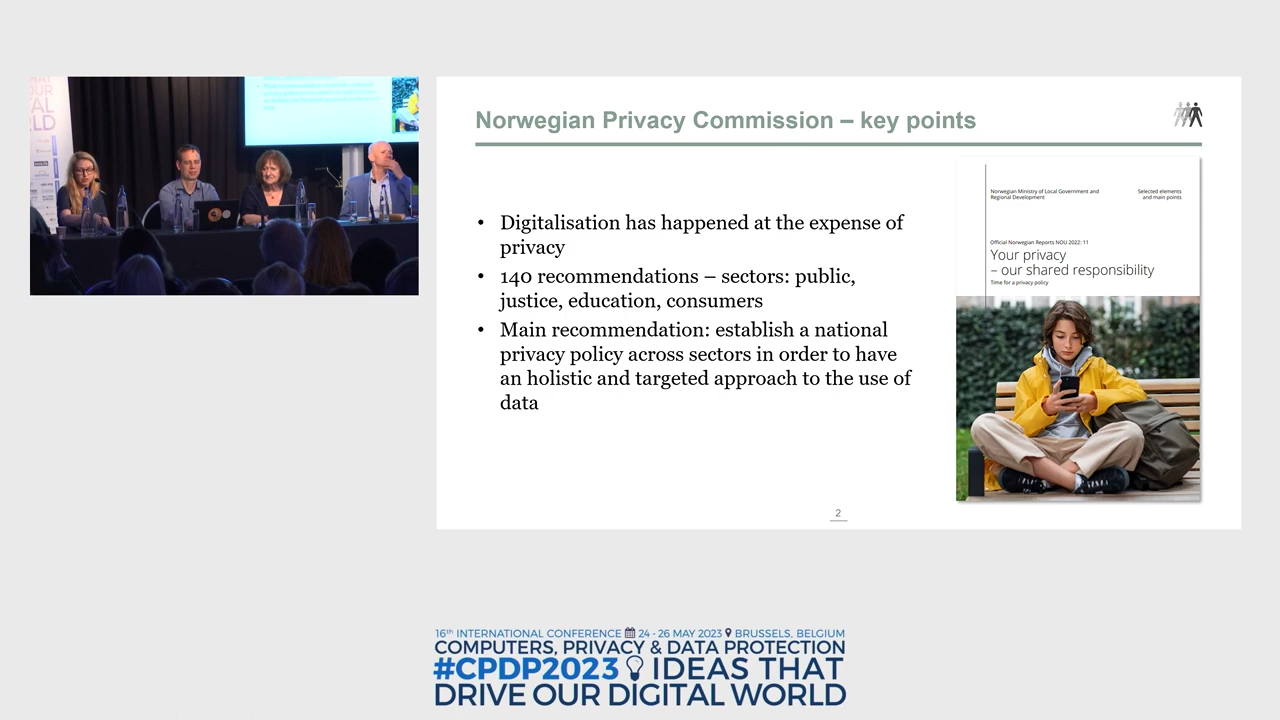 HAT
OUR
TAL
RLD
Norwegian Privacy Commission – key points
• Digitalisation has happened at the expense of
privacy
• 140 recommendations – sectors: public,
justice, education, consumers
• Main recommendation: establish a national
privacy policy across sectors in order to have
an holistic and targeted approach to the use of
data
Norwegian Ministry of Local Government and
Regional Development
Selected elements
and main points
Official Norwegian Reports NOU 2022: 11
Your privacy
– our shared responsibility
Time for a privacy policy
2
16th INTERNATIONAL CONFERENCE 24 - 26 MAY 2023 BRUSSELS, BELGIUM
COMPUTERS, PRIVACY & DATA PROTECTION
#CPDP2023 IDEAS THAT
DRIVE OUR DIGITAL WORLD